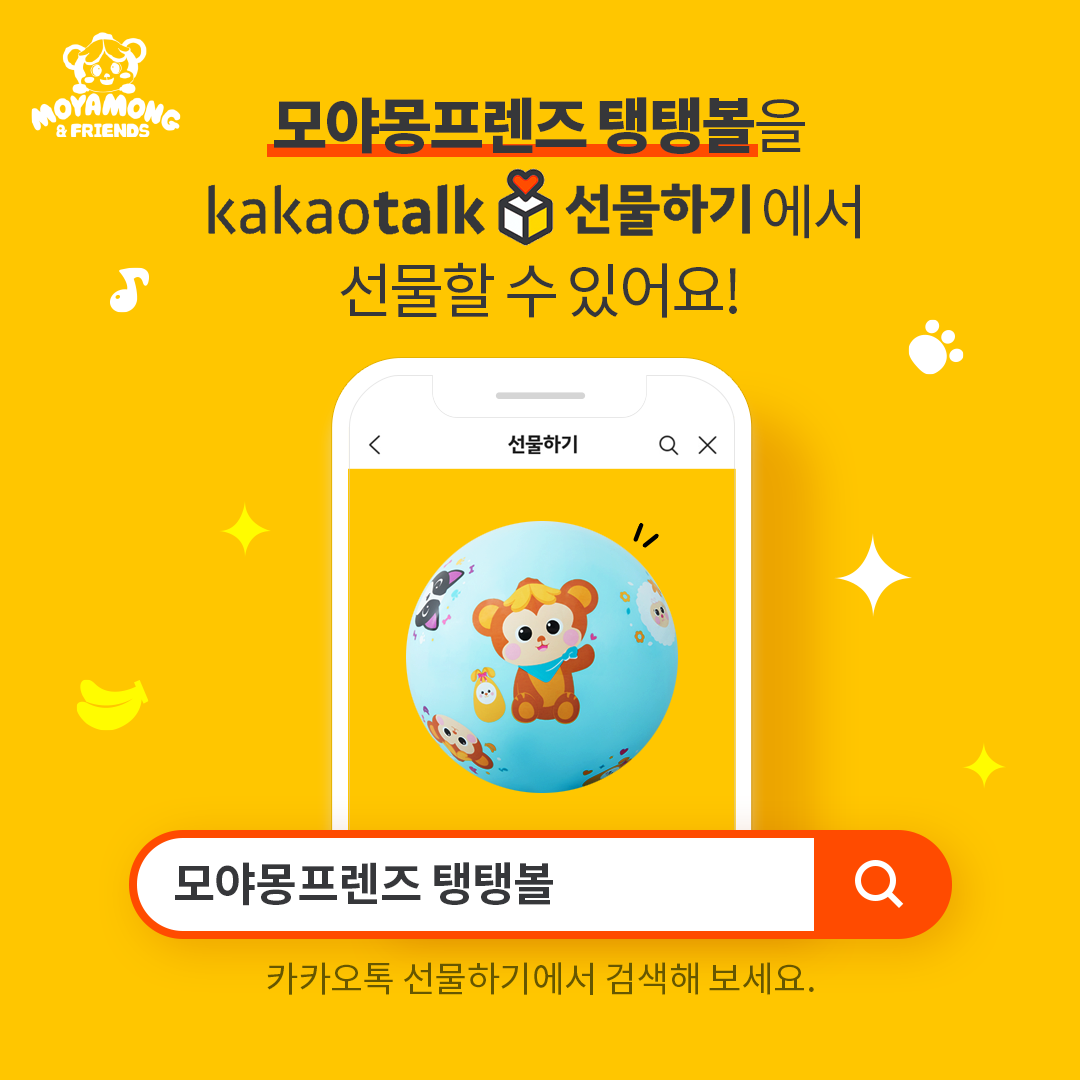 MOYAMONG
& FRIENDS
모야몽프렌즈 탱탱볼을
kakaotalk 선물하기에서
선물할 수 있어요!
선물하기
모야몽프렌즈 탱탱볼
카카오톡 선물하기에서 검색해 보세요.